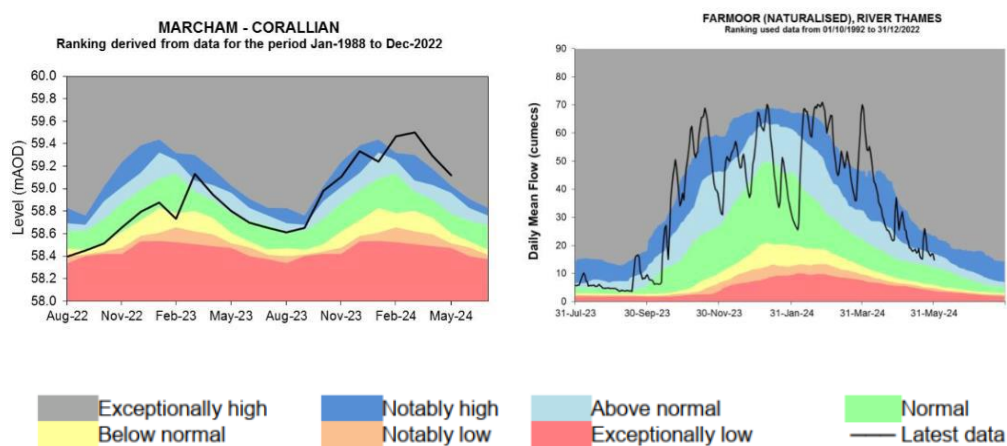 MARCHAM - CORALLIAN
Ranking derived from data for the period Jan-1988 to Dec-2022
Level (mAOD)
60.0
59.8
59.6
59.4
59.2
59.0
58.8
58.6
58.4
58.2
58.0
Aug-22 Nov-22 Feb-23 May-23 Aug-23 Nov-23 Feb-24 May-24
FARMOOR (NATURALISED), RIVER THAMES
Ranking used data from 01/10/1992 to 31/12/2022
Daily Mean Flow (cumecs)
90
80
70
60
50
40
30
20
10
0
31-Jul-23 30-Sep-23 30-Nov-23 31-Jan-24 31-Mar-24 31-May-24
Exceptionally high Notably high Above normal Normal
Below normal Notably low Exceptionally low Latest data